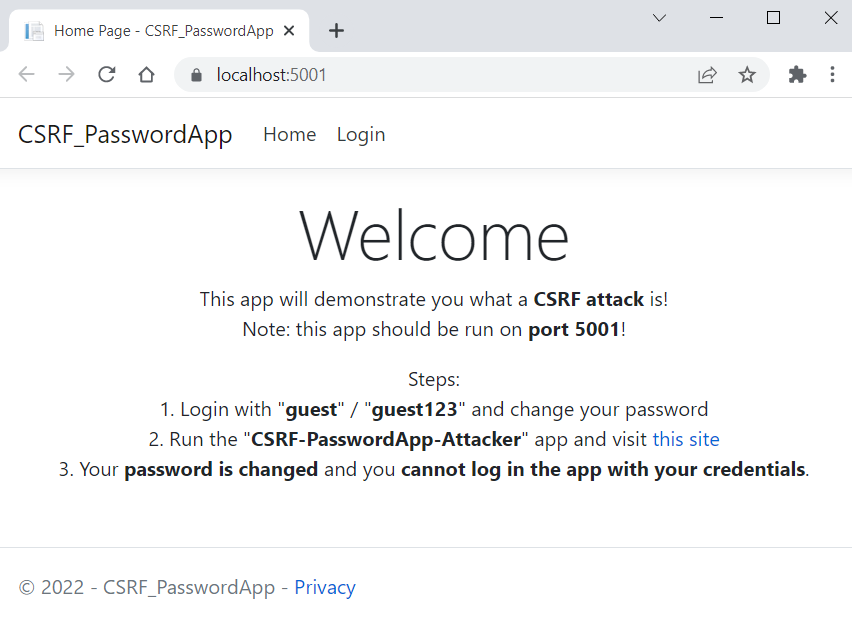 Home Page - CSRF_PasswordApp
localhost:5001
CSRF_PasswordApp Home Login
Welcome
This app will demonstrate you what a CSRF attack is!
Note: this app should be run on port 5001!
Steps:
1. Login with "guest" / "guest123" and change your password
2. Run the "CSRF-PasswordApp-Attacker" app and visit this site
3. Your password is changed and you cannot log in the app with your credentials.
© 2022 - CSRF_PasswordApp - Privacy